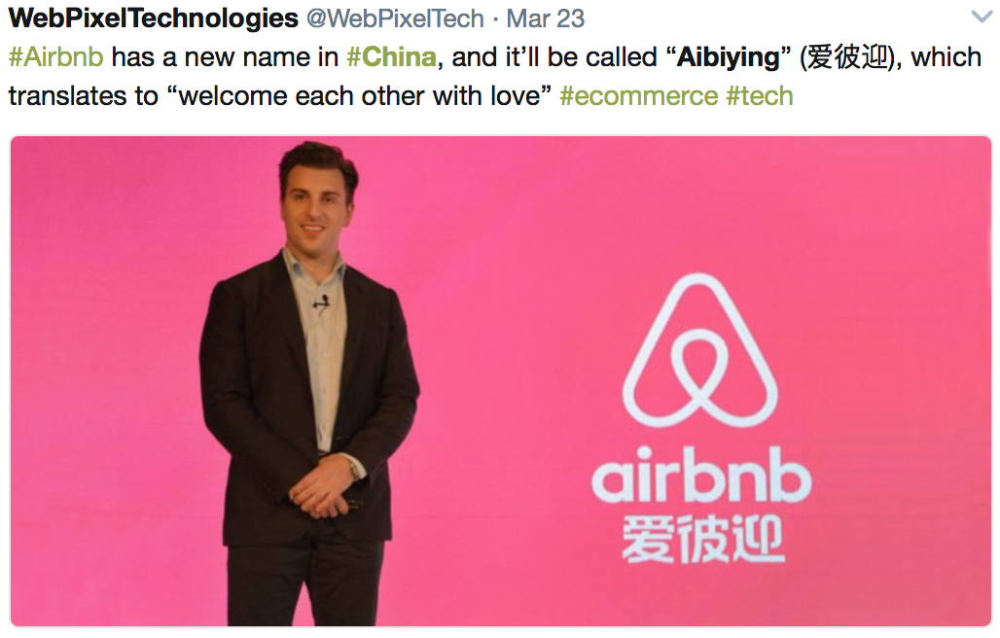 WebPixelTechnologies @WebPixelTech · Mar 23
#Airbnb has a new name in #China, and it’ll be called “Aibiying” (爱彼迎), which
translates to “welcome each other with love” #ecommerce #tech
airbnb
爱彼迎